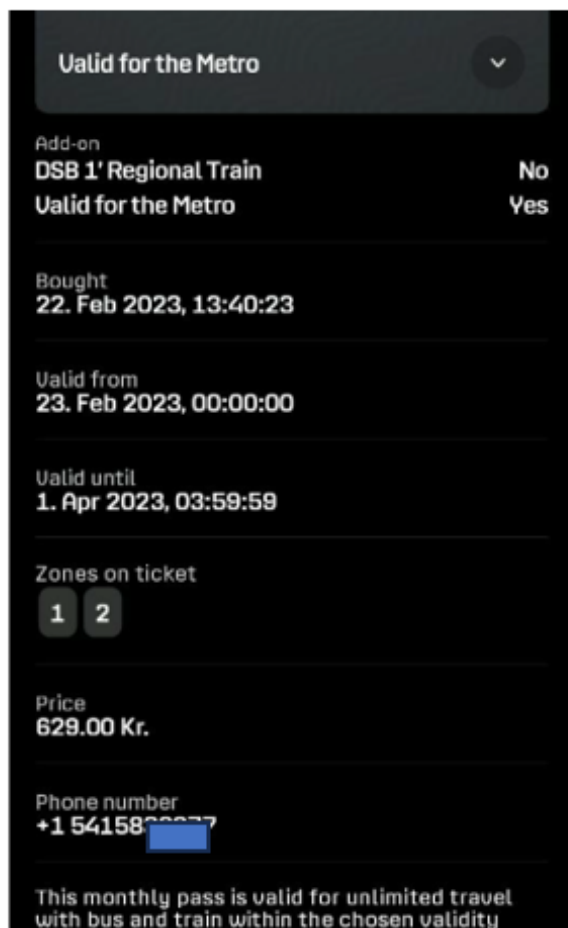 Valid for the Metro
Add-on
DSB 1' Regional Train No
Valid for the Metro Yes
Bought
22. Feb 2023, 13:40:23
Valid from
23. Feb 2023, 00:00:00
Valid until
1. Apr 2023, 03:59:59
Zones on ticket
1 2
Price
629.00 Kr.
Phone number
+1
This monthly pass is valid for unlimited travel
with bus and train within the chosen validity